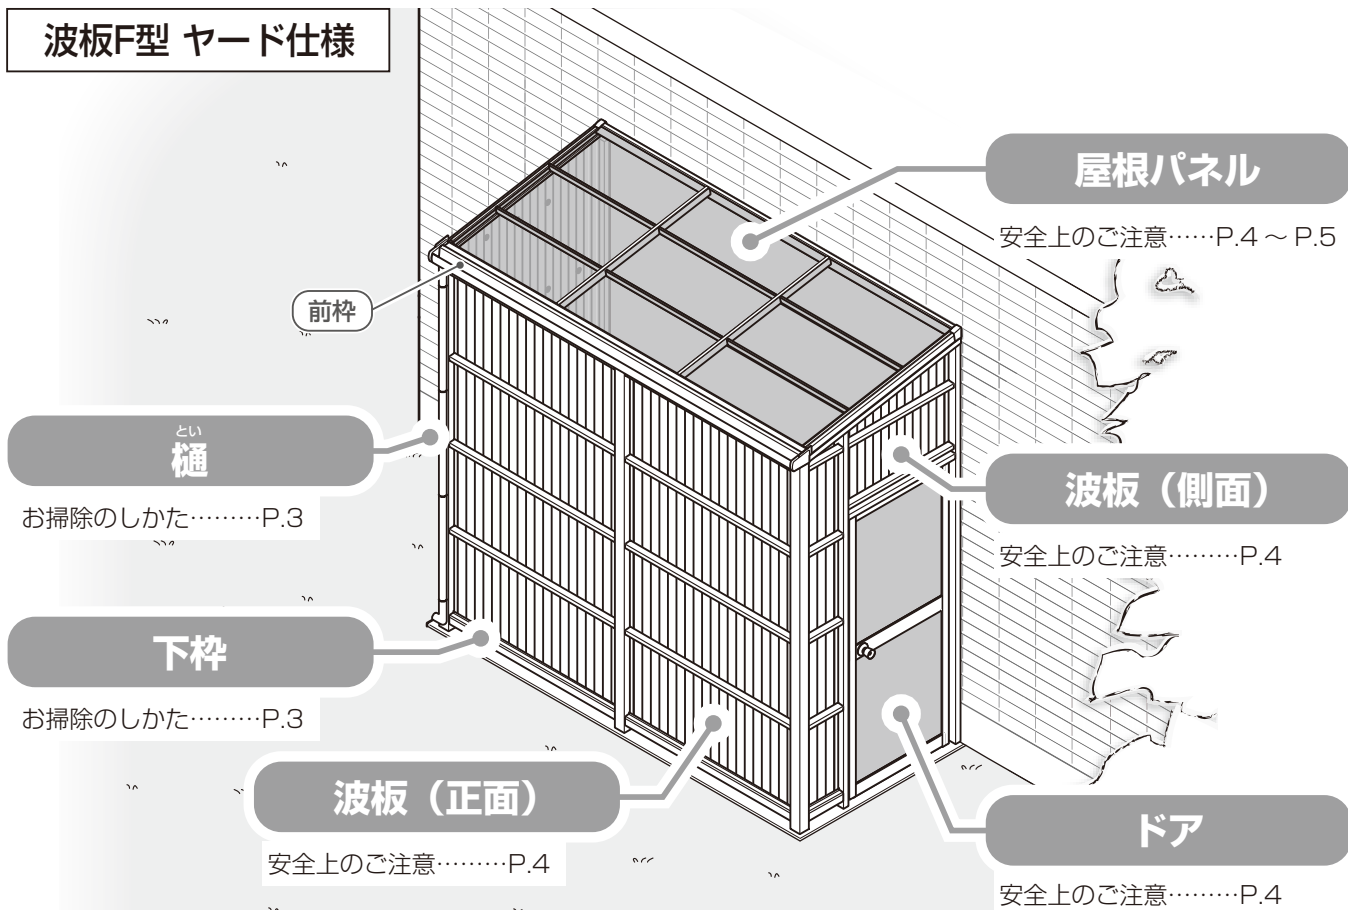 波板F型 ヤード仕様
屋根パネル
安全上のご注意……P.4～P.5
前枠
とい
樋
お掃除のしかた………P.3
波板（側面）
安全上のご注意………P.4
下枠
お掃除のしかた………P.3
波板（正面）
安全上のご注意………P.4
ドア
安全上のご注意………P.4